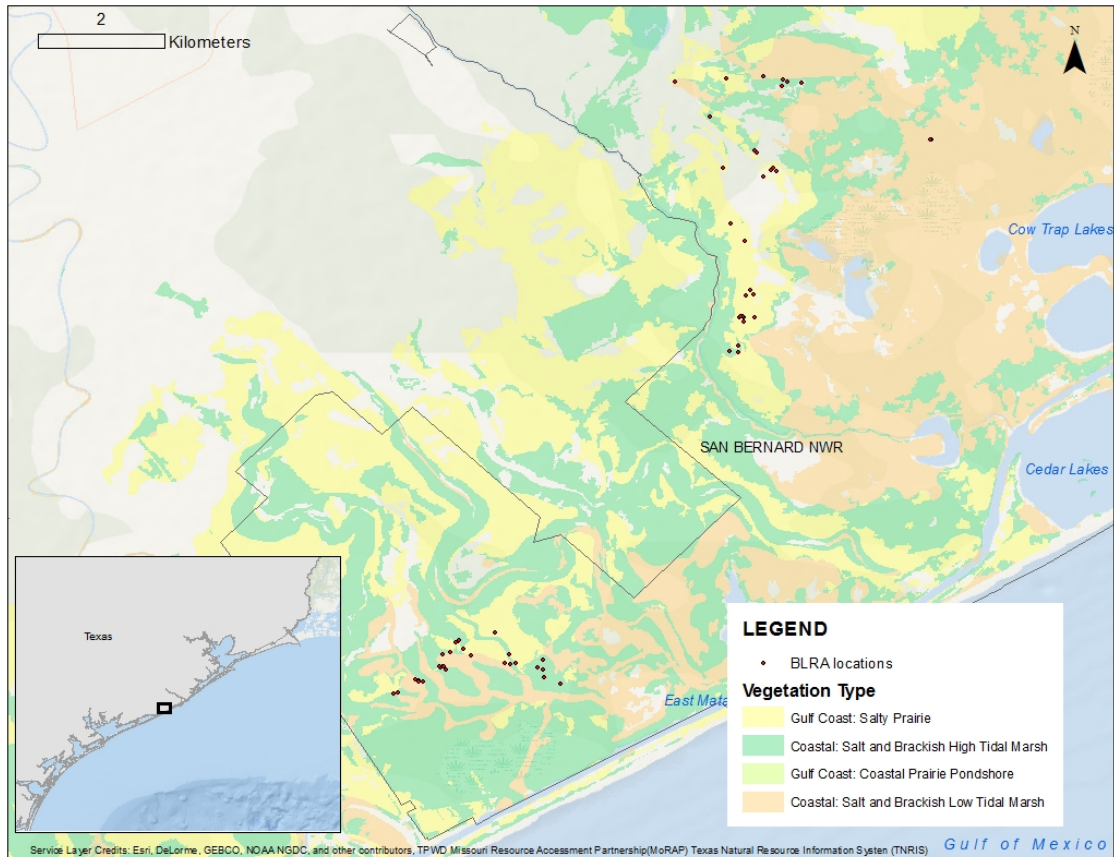 2
Kilometers
N
Cow Trap Lakes
SAN BERNARD NWR
Cedar Lakes
Texas
East Mata
LEGEND
BLRA locations
Vegetation Type
Gulf Coast: Salty Prairie
Coastal: Salt and Brackish High Tidal Marsh
Gulf Coast: Coastal Prairie Pondshore
Coastal: Salt and Brackish Low Tidal Marsh
Service Layer Credits: Esri, DeLorme, GEBCO, NOAA NGDC, and other contributors, TPWD Missouri Resource Assessment Partnership(MoRAP) Texas Natural Resource Information System (TNRIS)
Gulf of Mexico